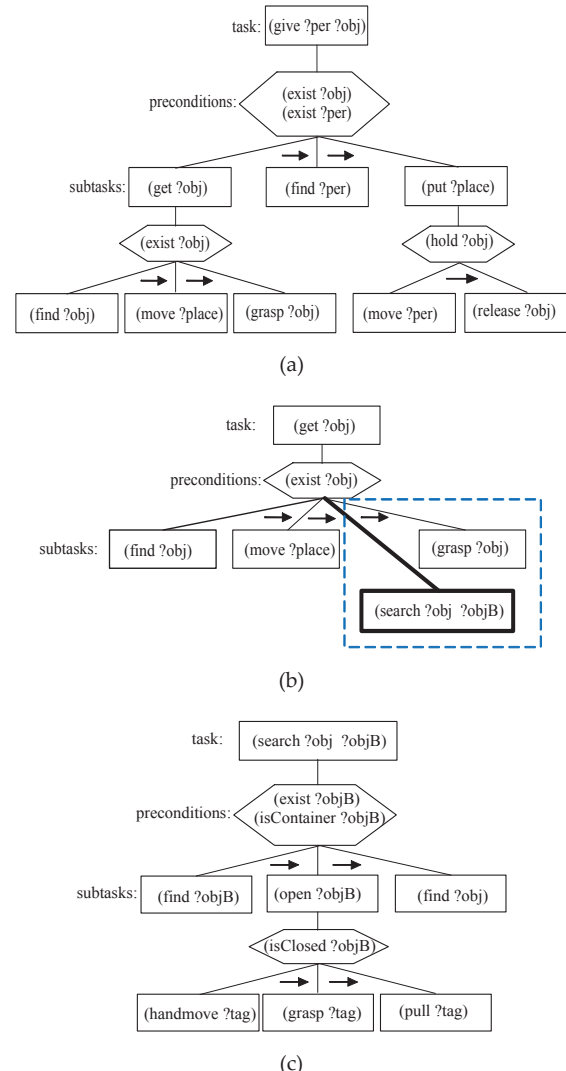 task: (give ?per ?obj)
preconditions: (exist ?obj)
(exist ?per)
subtasks: (get ?obj) (find ?per) (put ?place)
(exist ?obj) (hold ?obj)
(find ?obj) (move ?place) (grasp ?obj) (move ?per) (release ?obj)
(a)
task: (get ?obj)
preconditions: (exist ?obj)
subtasks: (find ?obj) (move ?place) (grasp ?obj)
(search ?obj ?objB)
(b)
task: (search ?obj ?objB)
preconditions: (exist ?objB)
(isContainer ?objB)
subtasks: (find ?objB) (open ?objB) (find ?obj)
(isClosed ?objB)
(handmove ?tag) (grasp ?tag) (pull ?tag)
(c)